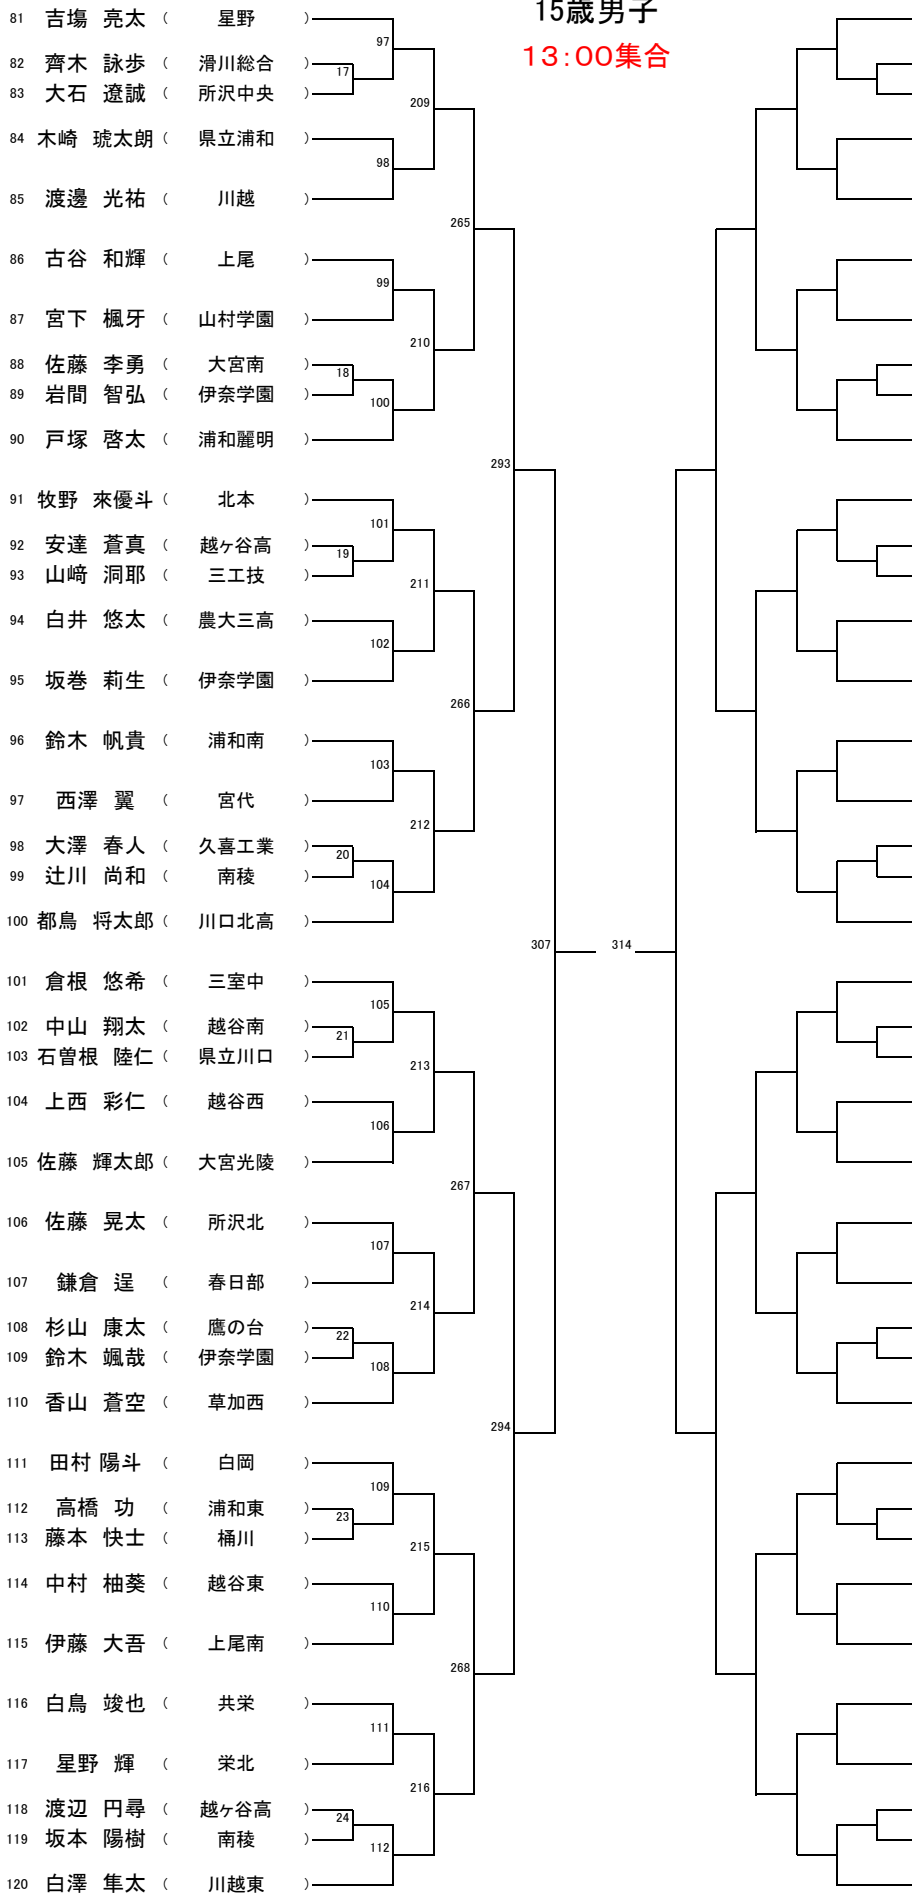 15歳男子
13:00集合
81 吉塲 亮太 ( 星野 )
97
82 齊木 詠歩 ( 滑川総合 )
17
83 大石 遼誠 ( 所沢中央 )
209
84 木崎 琥太朗 ( 県立浦和 )
98
85 渡邊 光祐 ( 川越 )
265
86 古谷 和輝 ( 上尾 )
99
87 宮下 楓牙 ( 山村学園 )
210
88 佐藤 李勇 ( 大宮南 )
18
89 岩間 智弘 ( 伊奈学園 )
100
90 戸塚 啓太 ( 浦和麗明 )
293
91 牧野 來優斗 ( 北本 )
101
92 安達 蒼真 ( 越ヶ谷高 )
19
93 山﨑 洞耶 ( 三工技 )
211
94 白井 悠太 ( 農大三高 )
102
95 坂巻 莉生 ( 伊奈学園 )
266
96 鈴木 帆貴 ( 浦和南 )
103
97 西澤 翼 ( 宮代 )
212
98 大澤 春人 ( 久喜工業 )
20
99 辻川 尚和 ( 南稜 )
104
100 都鳥 将太郎 ( 川口北高 )
307 314
101 倉根 悠希 ( 三室中 )
105
102 中山 翔太 ( 越谷南 )
21
103 石曽根 陸仁 ( 県立川口 )
213
104 上西 彩仁 ( 越谷西 )
106
105 佐藤 輝太郎 ( 大宮光陵 )
267
106 佐藤 晃太 ( 所沢北 )
107
107 鎌倉 逞 ( 春日部 )
214
108 杉山 康太 ( 鷹の台 )
22
109 鈴木 颯哉 ( 伊奈学園 )
108
110 香山 蒼空 ( 草加西 )
294
111 田村 陽斗 ( 白岡 )
109
112 高橋 功 ( 浦和東 )
23
113 藤本 快士 ( 桶川 )
215
114 中村 柚葵 ( 越谷東 )
110
115 伊藤 大吾 ( 上尾南 )
268
116 白鳥 竣也 ( 共栄 )
111
117 星野 輝 ( 栄北 )
216
118 渡辺 円尋 ( 越ヶ谷高 )
24
119 坂本 陽樹 ( 南稜 )
112
120 白澤 隼太 ( 川越東 )